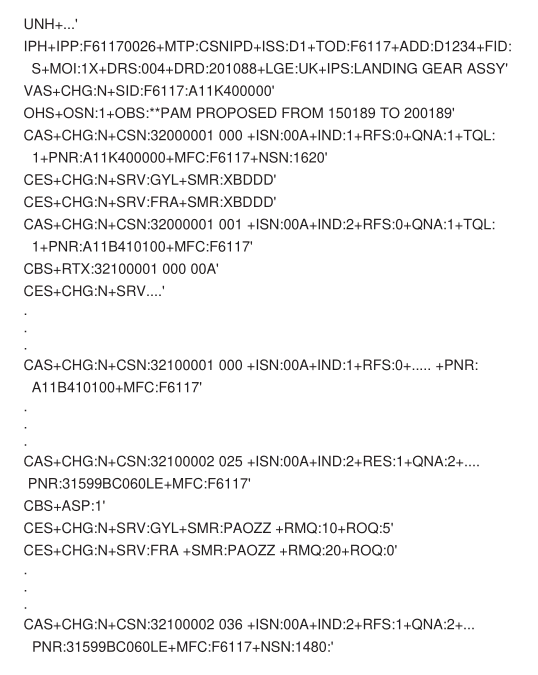 UNH+...'
IPH+IPP:F61170026+MTP:CSNIPD+ISS:D1+TOD:F6117+ADD:D1234+FID:
S+MOI:1X+DRS:004+DRD:201088+LGE:UK+IPS:LANDING GEAR ASSY'
VAS+CHG:N+SID:F6117:A11K400000'
OHS+OSN:1+OBS:**PAM PROPOSED FROM 150189 TO 200189'
CAS+CHG:N+CSN:32000001 000 +ISN:00A+IND:1+RFS:0+QNA:1+TQL:
1+PNR:A11K400000+MFC:F6117+NSN:1620'
CES+CHG:N+SRV:GYL+SMR:XBDDD'
CES+CHG:N+SRV:FRA+SMR:XBDDD'
CAS+CHG:N+CSN:32000001 001 +ISN:00A+IND:2+RFS:0+QNA:1+TQL:
1+PNR:A11B410100+MFC:F6117'
CBS+RTX:32100001 000 00A'
CES+CHG:N+SRV....'
.
.
.
CAS+CHG:N+CSN:32100001 000 +ISN:00A+IND:1+RFS:0+..... +PNR:
A11B410100+MFC:F6117'
.
.
.
CAS+CHG:N+CSN:32100002 025 +ISN:00A+IND:2+RES:1+QNA:2+....
PNR:31599BC060LE+MFC:F6117'
CBS+ASP:1'
CES+CHG:N+SRV:GYL+SMR:PAOZZ +RMQ:10+ROQ:5'
CES+CHG:N+SRV:FRA +SMR:PAOZZ +RMQ:20+ROQ:0'
.
.
.
CAS+CHG:N+CSN:32100002 036 +ISN:00A+IND:2+RFS:1+QNA:2+...
PNR:31599BC060LE+MFC:F6117+NSN:1480:'